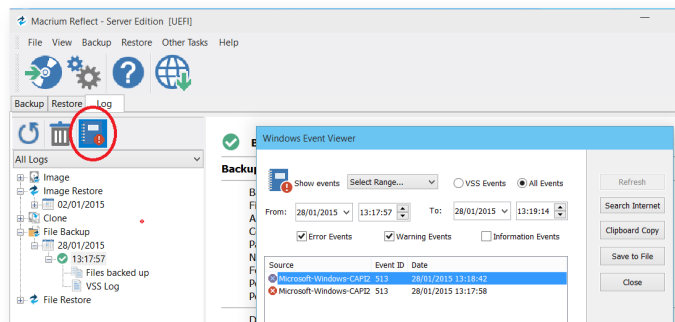 Macrium Reflect - Server Edition [UEFI]
File View Backup Restore Other Tasks Help
Backup Restore Log
All Logs
Image
Image Restore
02/01/2015
Clone
File Backup
28/01/2015
13:17:57
Files backed up
VSS Log
File Restore
Windows Event Viewer
Show events Select Range... VSS Events All Events
From: 28/01/2015 13:17:57 To: 28/01/2015 13:19:14
Error Events Warning Events Information Events
Source Event ID Date
Microsoft-Windows-CAPI2 513 28/01/2015 13:18:42
Microsoft-Windows-CAPI2 513 28/01/2015 13:17:58
Refresh
Search Internet
Clipboard Copy
Save to File
Close